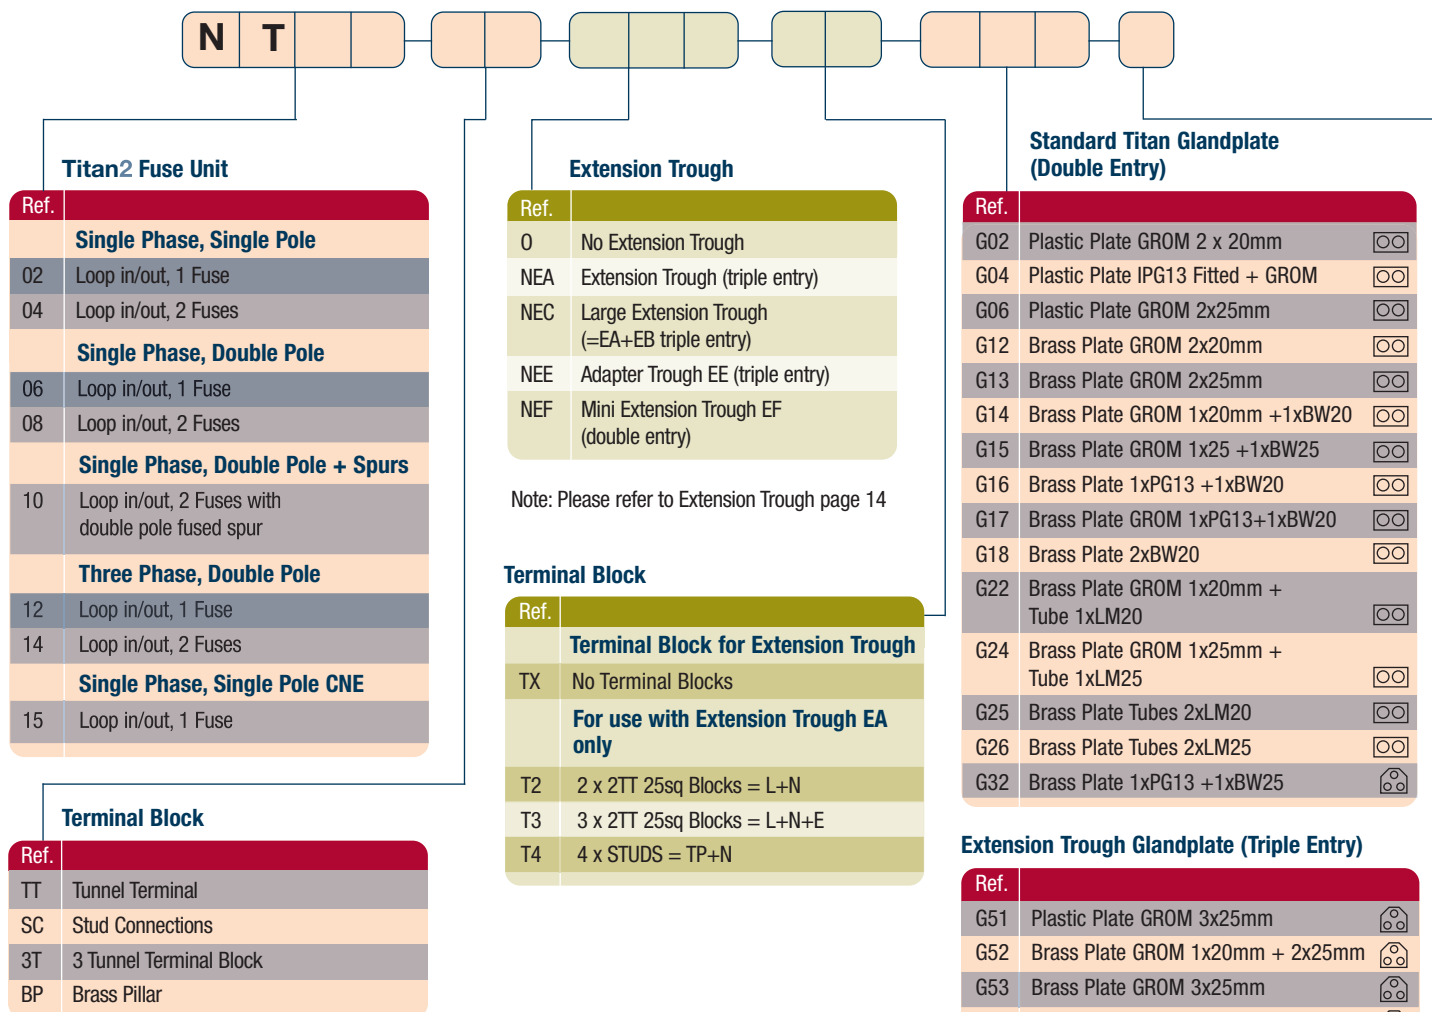 N T
Titan2 Fuse Unit
Ref.
Single Phase, Single Pole
02 Loop in/out, 1 Fuse
04 Loop in/out, 2 Fuses
Single Phase, Double Pole
06 Loop in/out, 1 Fuse
08 Loop in/out, 2 Fuses
Single Phase, Double Pole + Spurs
10 Loop in/out, 2 Fuses with
double pole fused spur
Three Phase, Double Pole
12 Loop in/out, 1 Fuse
14 Loop in/out, 2 Fuses
Single Phase, Single Pole CNE
15 Loop in/out, 1 Fuse
Terminal Block
Ref.
TT Tunnel Terminal
SC Stud Connections
3T 3 Tunnel Terminal Block
BP Brass Pillar
Extension Trough
Ref.
O No Extension Trough
NEA Extension Trough (triple entry)
NEC Large Extension Trough
(=EA+EB triple entry)
NEE Adapter Trough EE (triple entry)
NEF Mini Extension Trough EF
(double entry)
Note: Please refer to Extension Trough page 14
Terminal Block
Ref.
Terminal Block for Extension Trough
TX No Terminal Blocks
For use with Extension Trough EA
only
T2 2 x 2TT 25sq Blocks = L+N
T3 3 x 2TT 25sq Blocks = L+N+E
T4 4 x STUDS = TP+N
Standard Titan Glandplate
(Double Entry)
Ref.
G02 Plastic Plate GROM 2 x 20mm
G04 Plastic Plate IPG13 Fitted + GROM
G06 Plastic Plate GROM 2x25mm
G12 Brass Plate GROM 2x20mm
G13 Brass Plate GROM 2x25mm
G14 Brass Plate GROM 1x20mm +1xBW20
G15 Brass Plate GROM 1x25 +1xBW25
G16 Brass Plate 1xPG13 +1xBW20
G17 Brass Plate GROM 1xPG13+1xBW20
G18 Brass Plate 2xBW20
G22 Brass Plate GROM 1x20mm +
Tube 1xLM20
G24 Brass Plate GROM 1x25mm +
Tube 1xLM25
G25 Brass Plate Tubes 2xLM20
G26 Brass Plate Tubes 2xLM25
G32 Brass Plate 1xPG13 +1xBW25
Extension Trough Glandplate (Triple Entry)
Ref.
G51 Plastic Plate GROM 3x25mm
G52 Brass Plate GROM 1x20mm + 2x25mm
G53 Brass Plate GROM 3x25mm